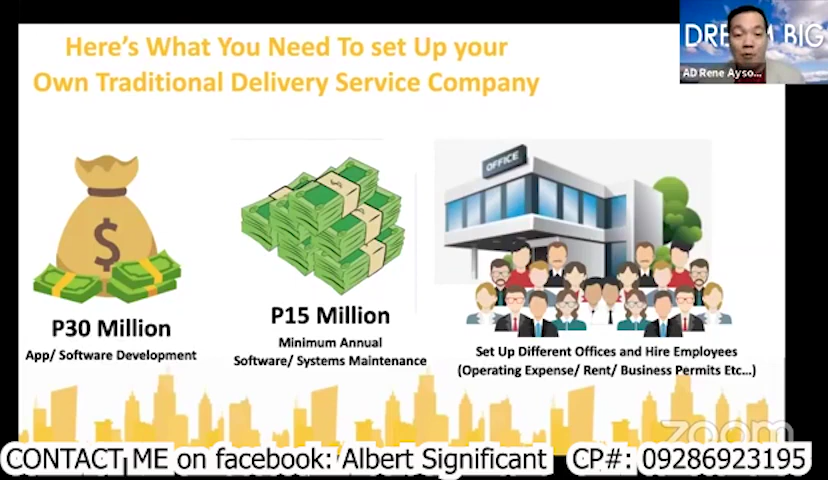 Here's What You Need To set Up your
Own Traditional Delivery Service Company
DREAM BIG
AD Rene Ayso...
OFFICE
P30 Million
App/ Software Development
P15 Million
Minimum Annual
Software/ Systems Maintenance
Set Up Different Offices and Hire Employees
(Operating Expense/ Rent/ Business Permits Etc...)
zoom
CONTACT ME on facebook: Albert Significant CP#: 09286923195